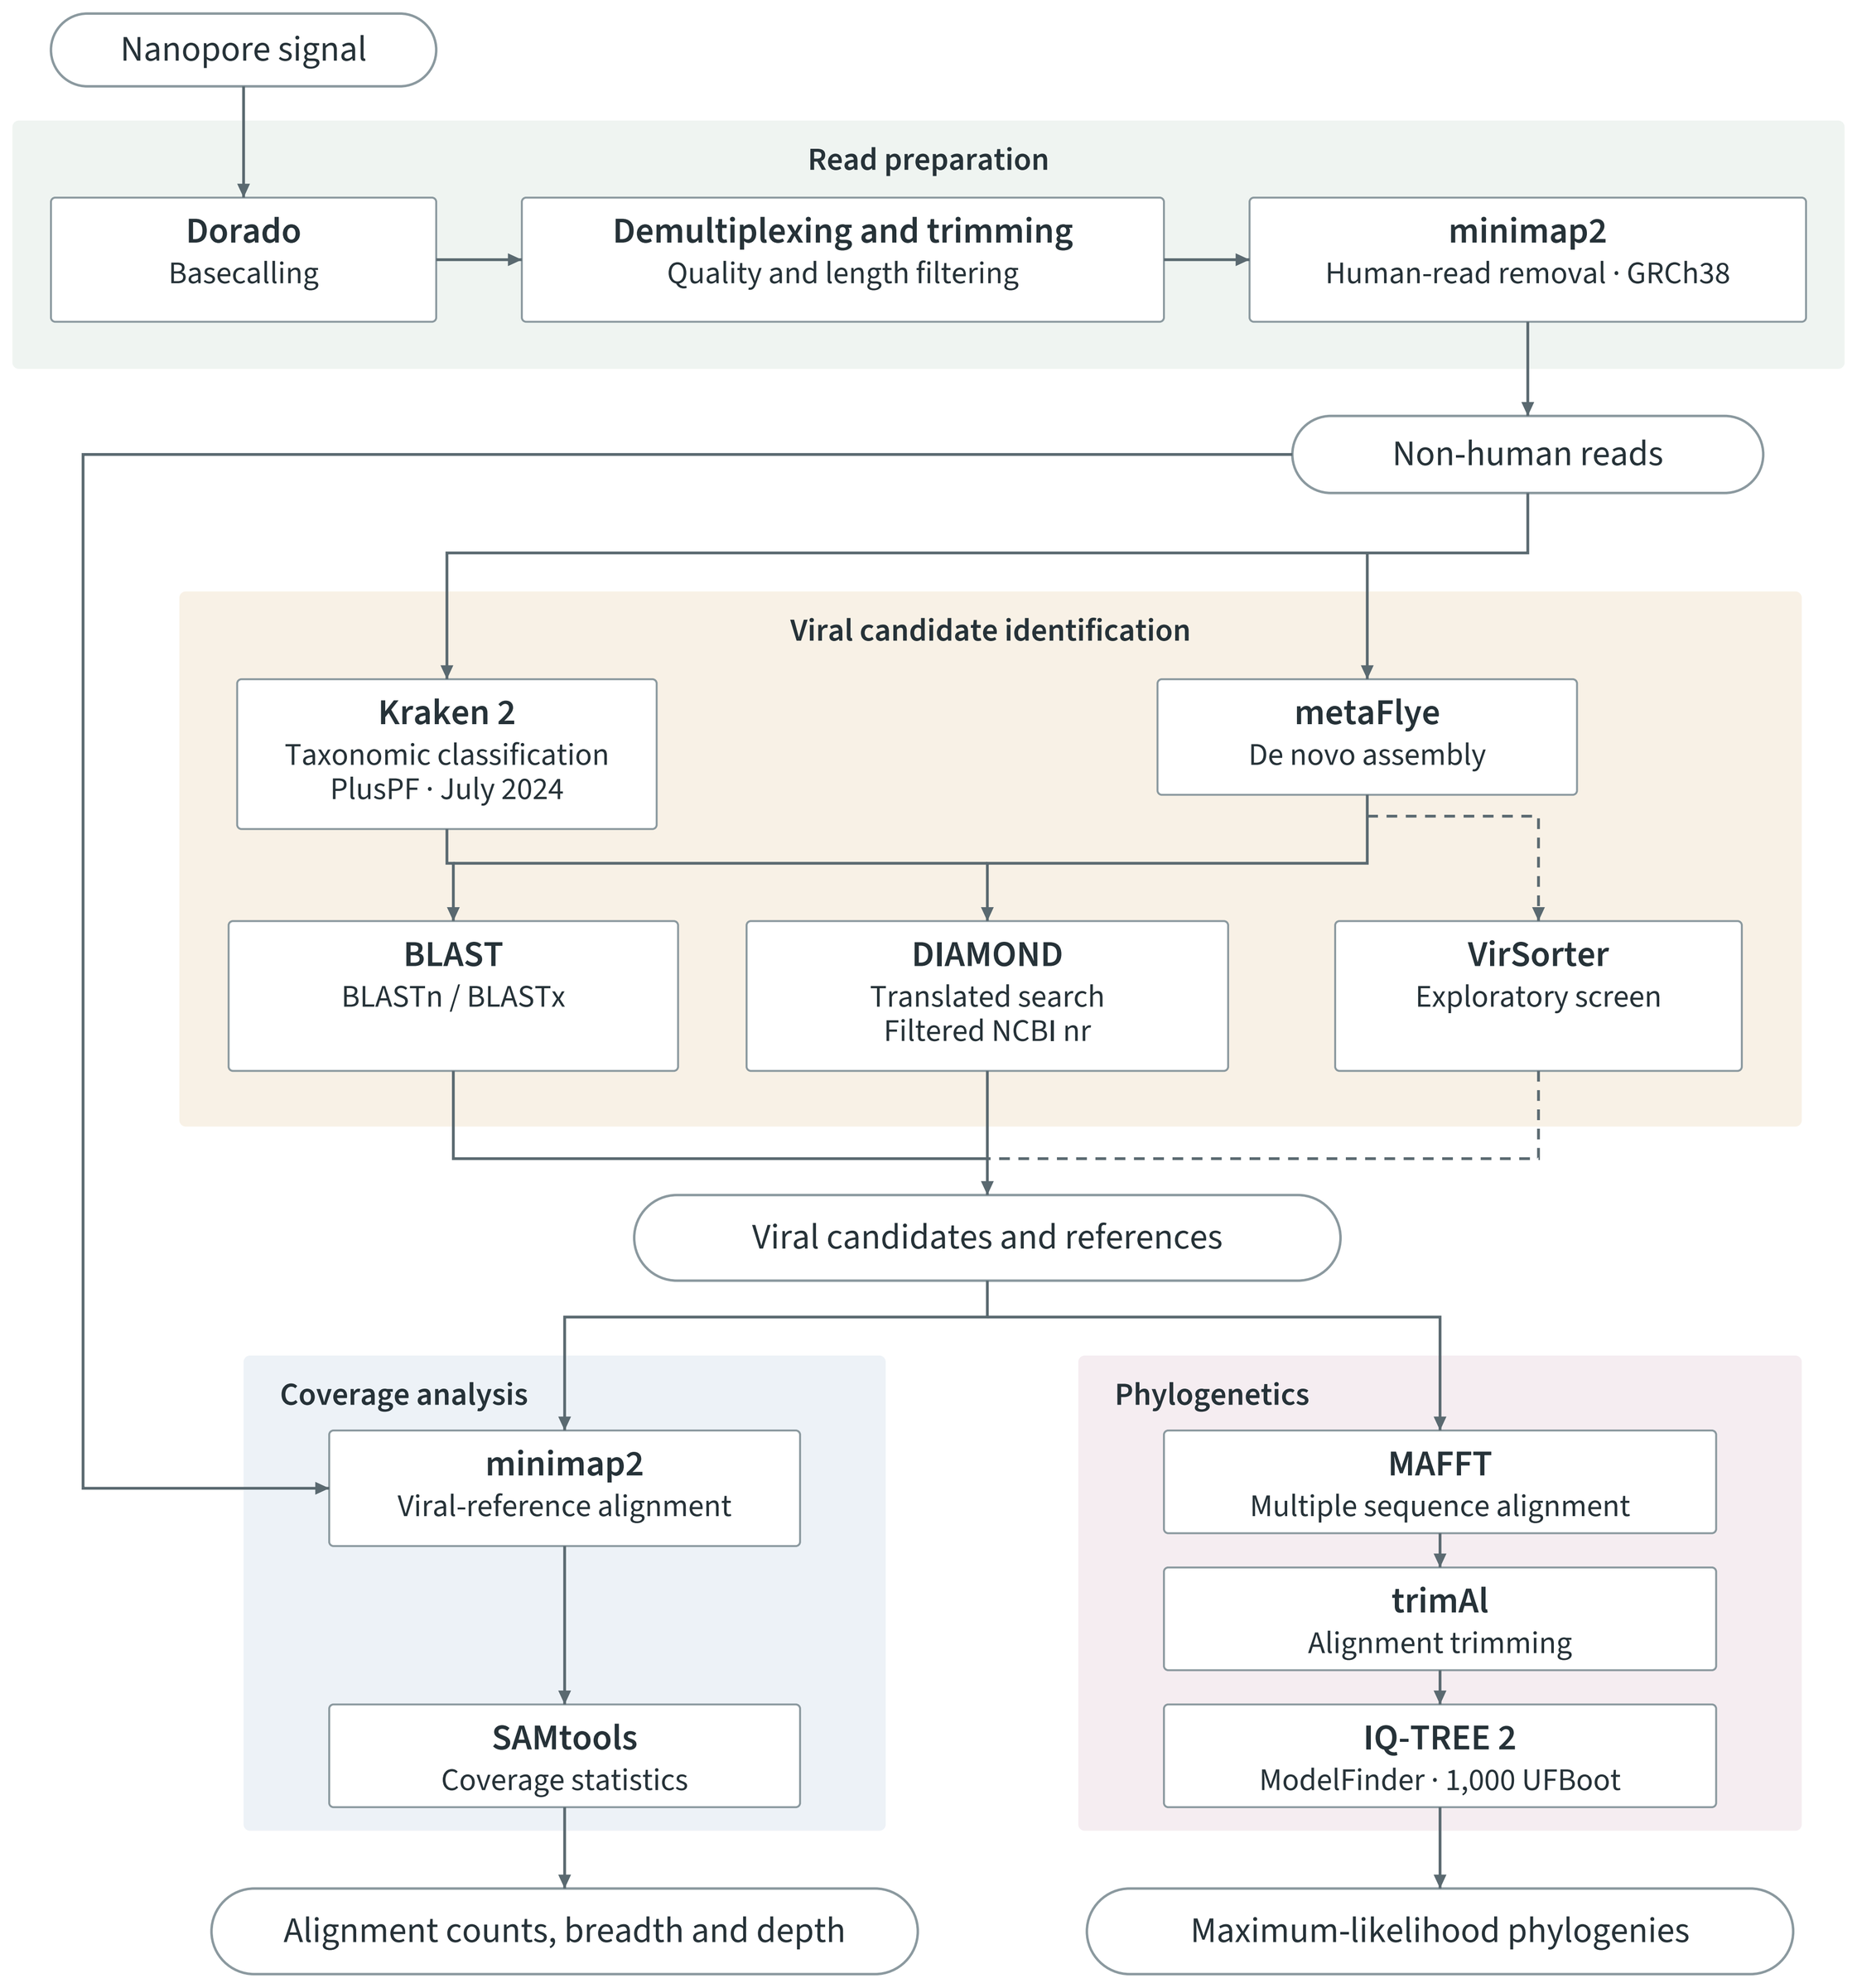 Nanopore signal
Read preparation
Dorado
Basecalling
Demultiplexing and trimming
Quality and length filtering
minimap2
Human-read removal · GRCh38
Non-human reads
Viral candidate identification
Kraken 2
Taxonomic classification
PlusPF · July 2024
metaFlye
De novo assembly
BLAST
BLASTn / BLASTx
DIAMOND
Translated search
Filtered NCBI nr
VirSorter
Exploratory screen
Viral candidates and references
Coverage analysis
minimap2
Viral-reference alignment
SAMtools
Coverage statistics
Alignment counts, breadth and depth
Phylogenetics
MAFFT
Multiple sequence alignment
trimAl
Alignment trimming
IQ-TREE 2
ModelFinder · 1,000 UFBoot
Maximum-likelihood phylogenies